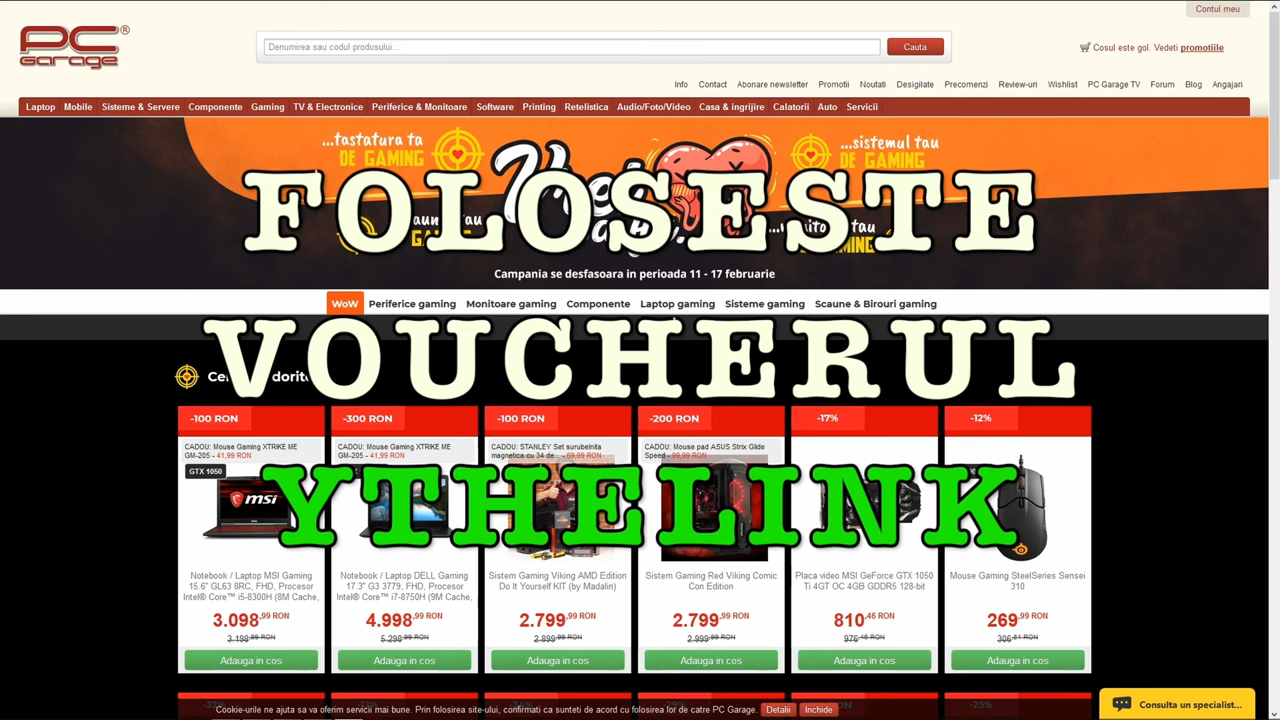 Contul meu
PC Garage®
Denumirea sau codul produsului...
Cauta
Cosul este gol. Vedeti promotiile
Info Contact Abonare newsletter Promotii Noutati Desigilate Precomenzi Review-uri Wishlist PC Garage TV Forum Blog Angajari
Laptop Mobile Sisteme & Servere Componente Gaming TV & Electronice Periferice & Monitoare Software Printing Retelistica Audio/Foto/Video Casa & ingrijire Calatorii Auto Servicii
...tastatura ta
DE GAMING
...sistemul tau
DE GAMING
FOLOSESTE
Campania se desfasoara in perioada 11 - 17 februarie
WoW Periferice gaming Monitoare gaming Componente Laptop gaming Sisteme gaming Scaune & Birouri gaming
VOUCHERUL
-100 RON -300 RON -100 RON -200 RON -17% -12%
CADOU: Mouse Gaming XTRIKE ME GM-205 - 41,99 RON
CADOU: Mouse Gaming XTRIKE ME GM-205 - 41,99 RON
CADOU: STANLEY Set surubelnita magnetica cu 34 de... - 69,99 RON
CADOU: Mouse pad ASUS Strix Glide Speed - 99,99 RON
GTX 1050
msi
YTHELINK
Notebook / Laptop MSI Gaming 15.6" GL63 8RC, FHD, Procesor Intel® Core™ i5-8300H (8M Cache,
Notebook / Laptop DELL Gaming 17.3" G3 3779, FHD, Procesor Intel® Core™ i7-8750H (9M Cache,
Sistem Gaming Viking AMD Edition Do It Yourself KIT (by Madalin)
Sistem Gaming Red Viking Comic Con Edition
Placa video MSI GeForce GTX 1050 Ti 4GT OC 4GB GDDR5 128-bit
Mouse Gaming SteelSeries Sensei 310
3.098,99 RON 4.998,99 RON 2.799,99 RON 2.799,99 RON 810,46 RON 269,99 RON
3.198,99 RON 5.298,99 RON 2.899,99 RON 2.999,99 RON 976,46 RON 306,81 RON
Adauga in cos Adauga in cos Adauga in cos Adauga in cos Adauga in cos Adauga in cos
Cookie-urile ne ajuta sa va oferim servicii mai bune. Prin folosirea site-ului, confirmati ca sunteti de acord cu folosirea lor de catre PC Garage. Detalii Inchide
Consulta un specialist...